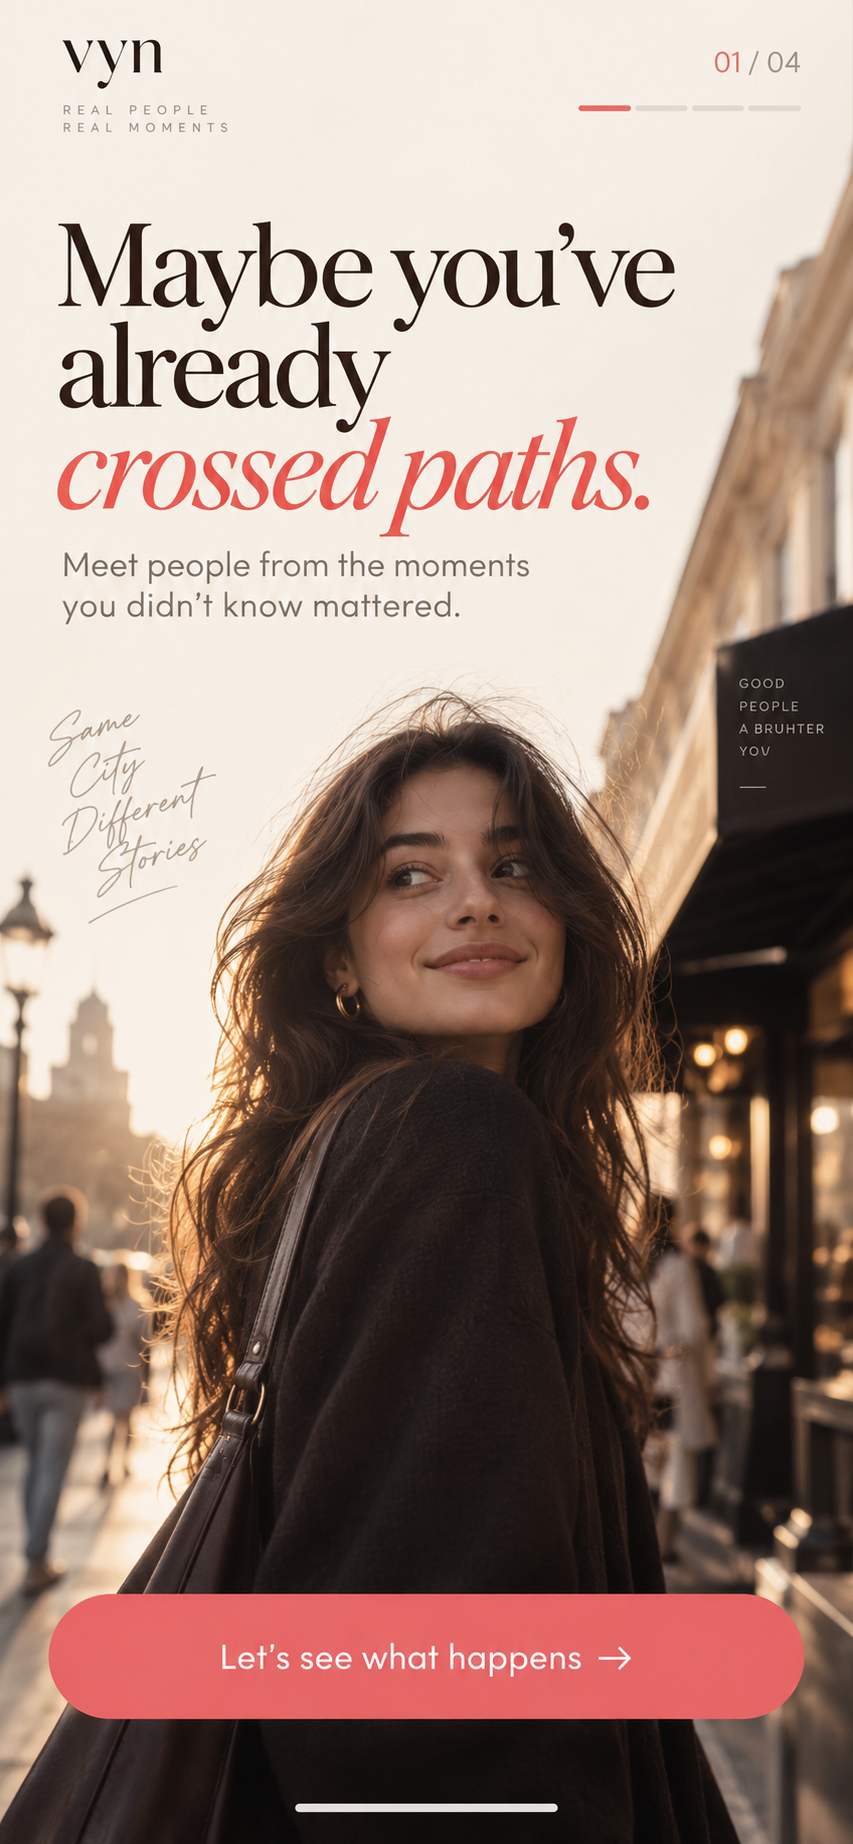 vyn
REAL PEOPLE
REAL MOMENTS
01 / 04
Maybe you've
already
crossed paths.
Meet people from the moments
you didn't know mattered.
Same
City
Different
Stories
GOOD
PEOPLE
A BRUHTER
YOV
Let's see what happens →